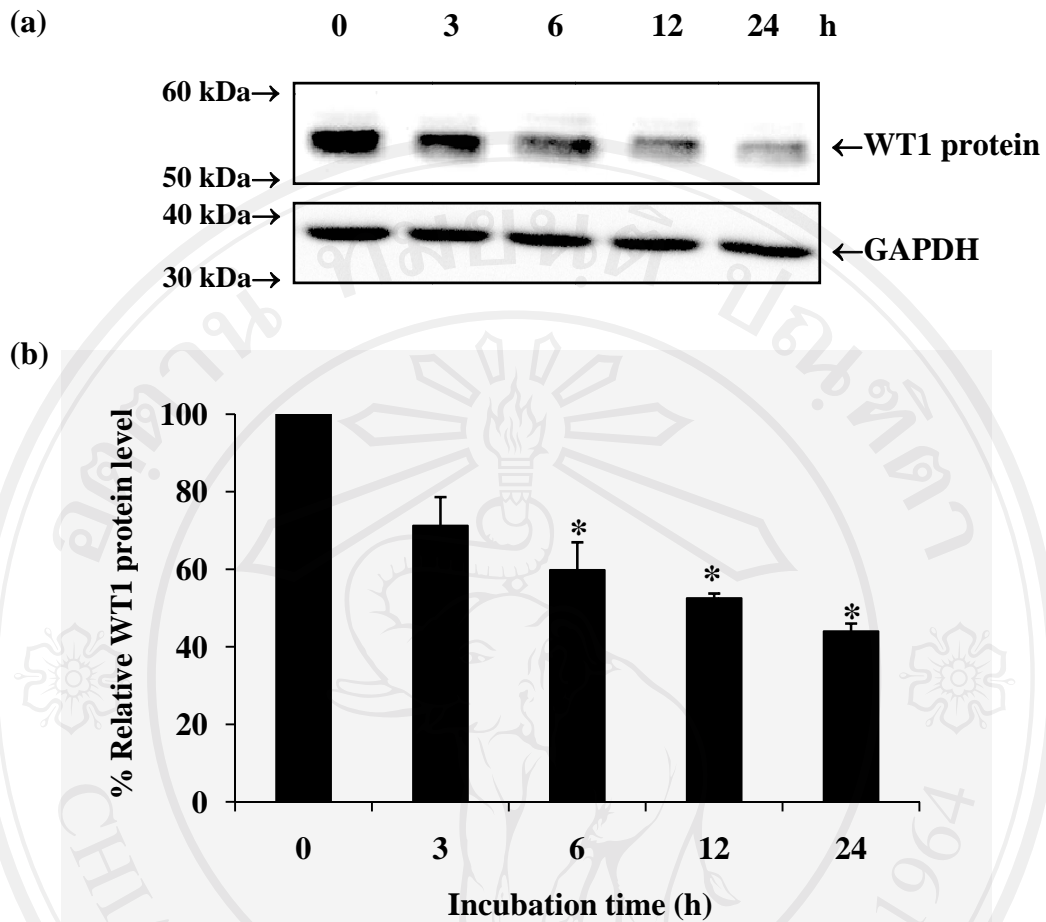 (a) 0 3 6 12 24 h
60 kDa→
←WT1 protein
50 kDa→
40 kDa→
←GAPDH
30 kDa→
(b)
% Relative WT1 protein level
100
80
60
40
20
0
* * *
0 3 6 12 24
Incubation time (h)
1964